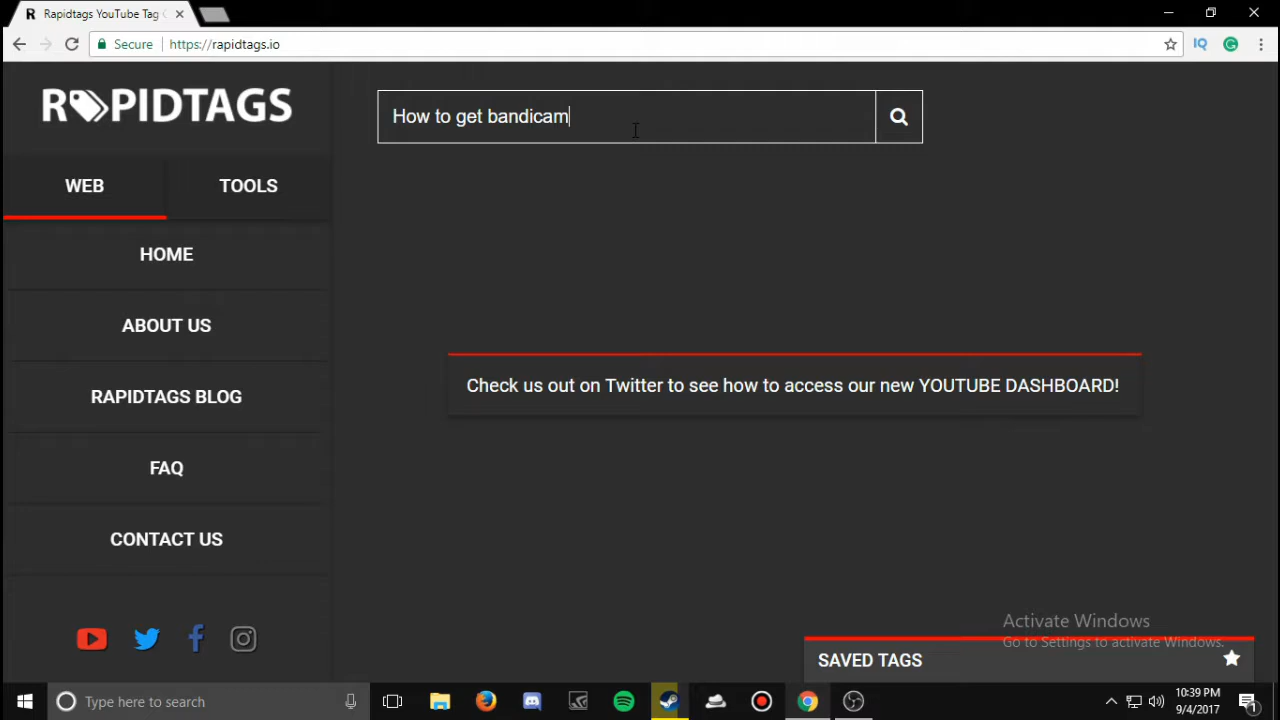 Rapidtags YouTube Tag
Secure
https://rapidtags.io
RAPIDTAGS
How to get bandicam
WEB
TOOLS
HOME
ABOUT US
RAPIDTAGS BLOG
FAQ
CONTACT US
Check us out on Twitter to see how to access our new YOUTUBE DASHBOARD!
Activate Windows
Go to Settings to activate Windows.
SAVED TAGS
Type here to search
10:39 PM
9/4/2017